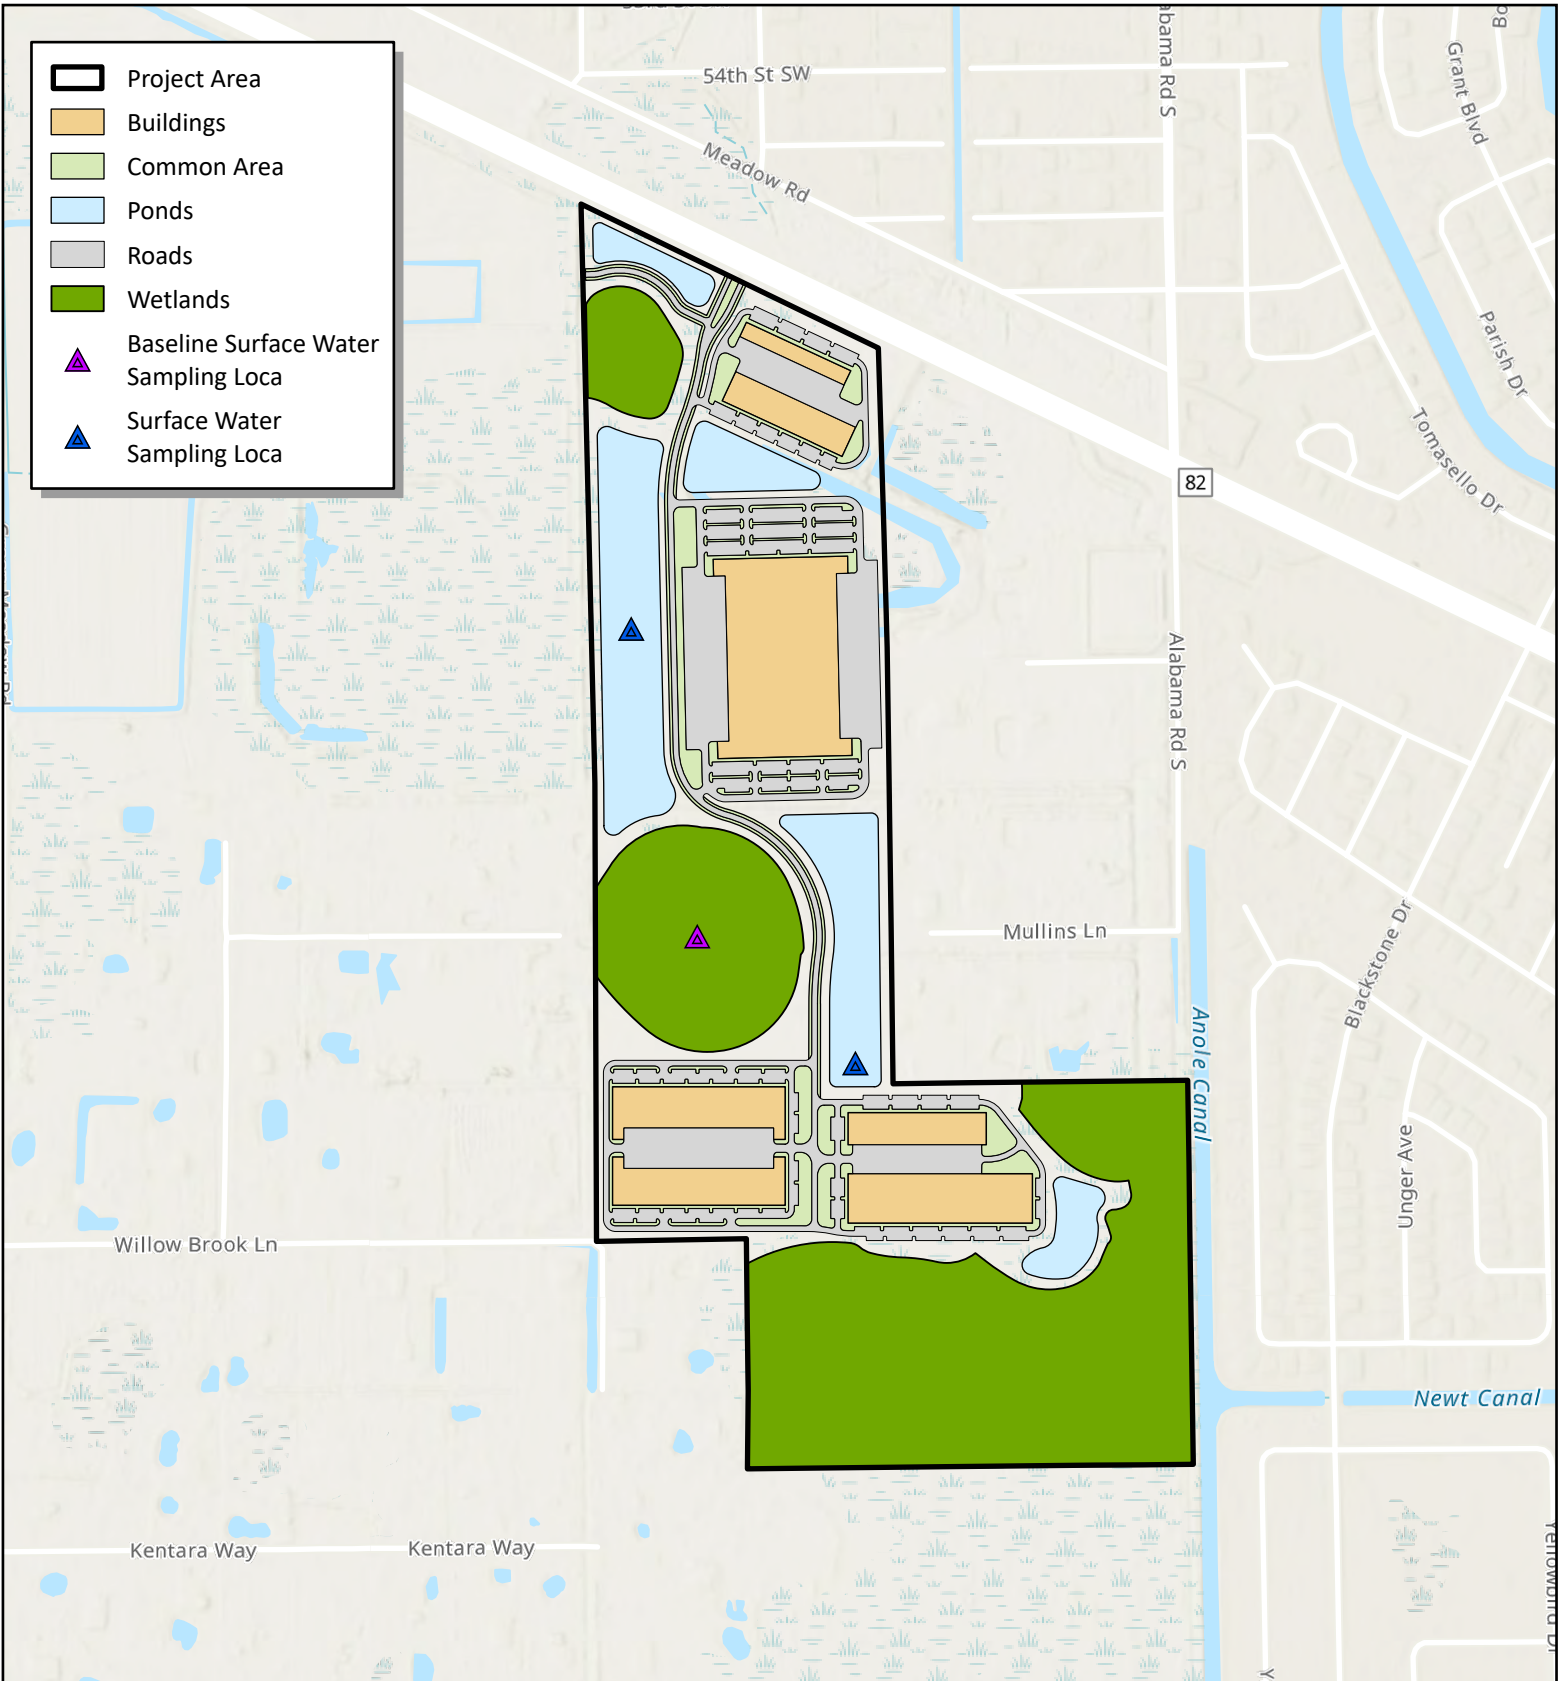 Project Area
Buildings
Common Area
Ponds
Roads
Wetlands
Baseline Surface Water
Sampling Loca
Surface Water
Sampling Loca
54th St SW
Meadow Rd
Grant Blvd
Parish Dr
Tomasello Dr
82
Alabama Rd S
Mullins Ln
Blackstone Dr
Anole Canal
Unger Ave
Willow Brook Ln
Newt Canal
Kentara Way
Kentara Way